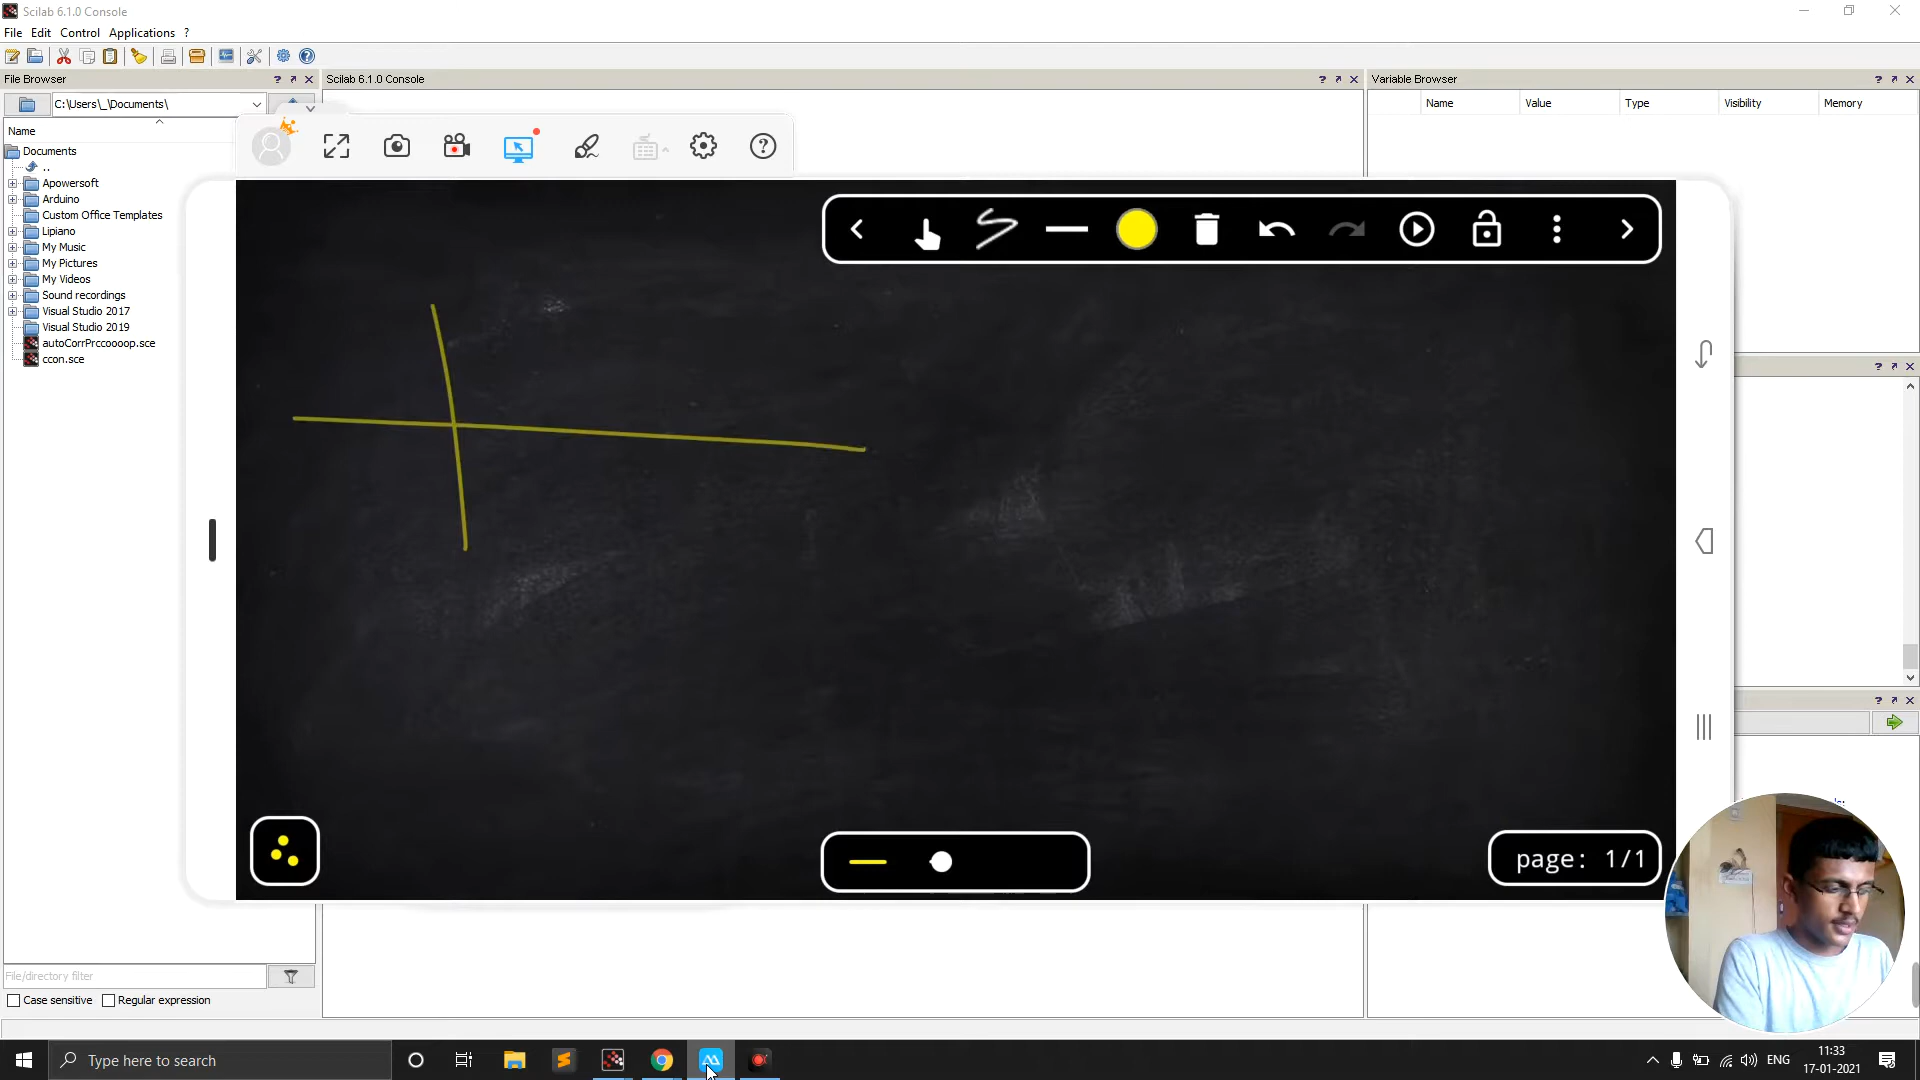 Scilab 6.1.0 Console
File Edit Control Applications ?
File Browser ? Scilab 6.1.0 Console ? Variable Browser ?
C:\Users\_\Documents\
Name Name Value Type Visibility Memory
Documents
..
Apowersoft
Arduino
Custom Office Templates
Lipiano
My Music
My Pictures
My Videos
Sound recordings
Visual Studio 2017
Visual Studio 2019
autoCorrPrccoooop.sce
ccon.sce
page: 1/1
File/directory filter
Case sensitive Regular expression
Type here to search
ENG
11:33
17-01-2021